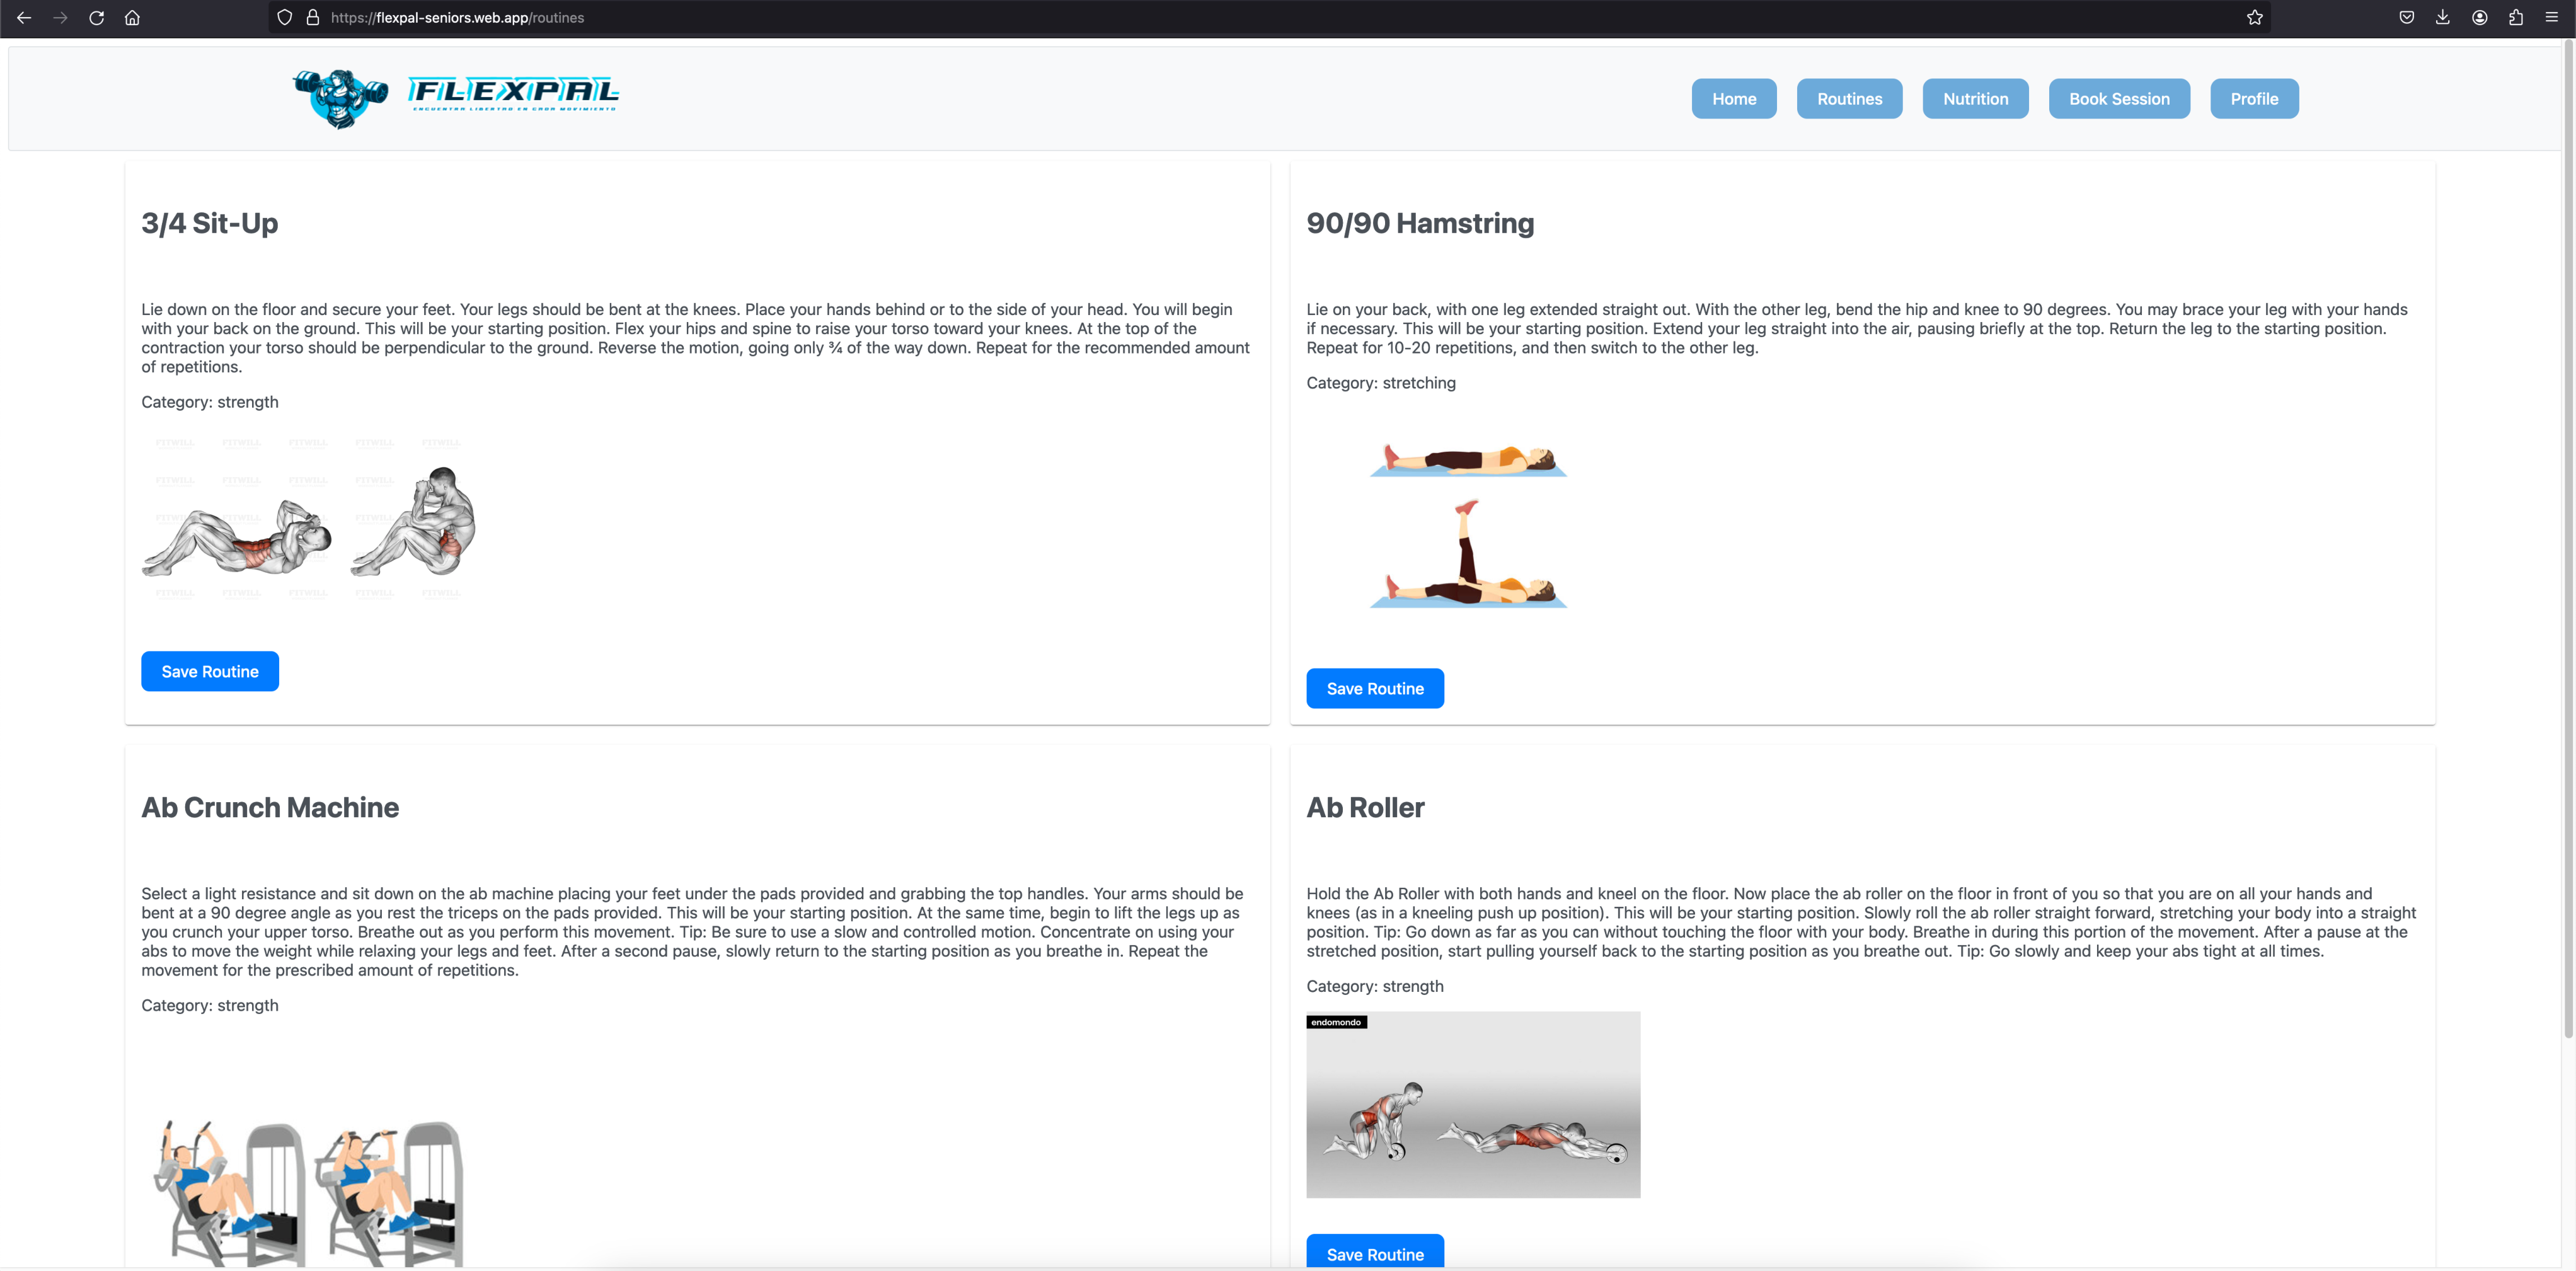 https://flexpal-seniors.web.app/routines
FLEXPAL
ENCUENTRA LIBERTAD EN CADA MOVIMIENTO
Home
Routines
Nutrition
Book Session
Profile
3/4 Sit-Up
Lie down on the floor and secure your feet. Your legs should be bent at the knees. Place your hands behind or to the side of your head. You will begin
with your back on the ground. This will be your starting position. Flex your hips and spine to raise your torso toward your knees. At the top of the
contraction your torso should be perpendicular to the ground. Reverse the motion, going only ¾ of the way down. Repeat for the recommended amount
of repetitions.
Category: strength
FITWILL FITWILL FITWILL FITWILL FITWILL
FITWILL FITWILL FITWILL FITWILL
FITWILL FITWILL FITWILL FITWILL
FITWILL FITWILL FITWILL FITWILL FITWILL
Save Routine
90/90 Hamstring
Lie on your back, with one leg extended straight out. With the other leg, bend the hip and knee to 90 degrees. You may brace your leg with your hands
if necessary. This will be your starting position. Extend your leg straight into the air, pausing briefly at the top. Return the leg to the starting position.
Repeat for 10-20 repetitions, and then switch to the other leg.
Category: stretching
Save Routine
Ab Crunch Machine
Select a light resistance and sit down on the ab machine placing your feet under the pads provided and grabbing the top handles. Your arms should be
bent at a 90 degree angle as you rest the triceps on the pads provided. This will be your starting position. At the same time, begin to lift the legs up as
you crunch your upper torso. Breathe out as you perform this movement. Tip: Be sure to use a slow and controlled motion. Concentrate on using your
abs to move the weight while relaxing your legs and feet. After a second pause, slowly return to the starting position as you breathe in. Repeat the
movement for the prescribed amount of repetitions.
Category: strength
Ab Roller
Hold the Ab Roller with both hands and kneel on the floor. Now place the ab roller on the floor in front of you so that you are on all your hands and
knees (as in a kneeling push up position). This will be your starting position. Slowly roll the ab roller straight forward, stretching your body into a straight
position. Tip: Go down as far as you can without touching the floor with your body. Breathe in during this portion of the movement. After a pause at the
stretched position, start pulling yourself back to the starting position as you breathe out. Tip: Go slowly and keep your abs tight at all times.
Category: strength
endomondo
Save Routine